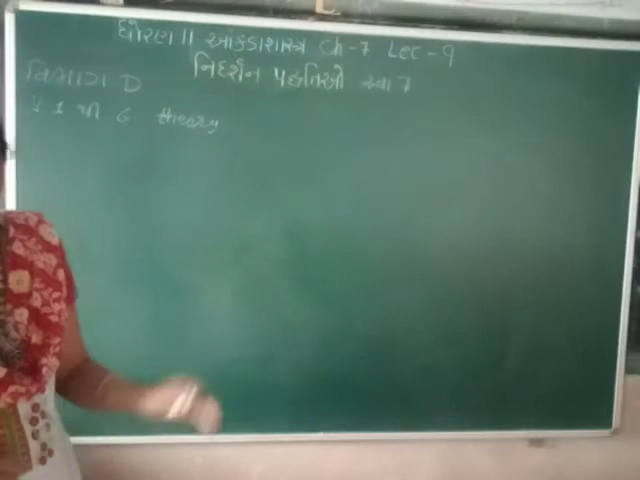 ધોરણ 11 આંકડાશાસ્ત્ર Ch-7 Lec-9
નિદર્શન પદ્ધતિઓ સ્વા 7
વિભાગ D
1 થી 6 theory